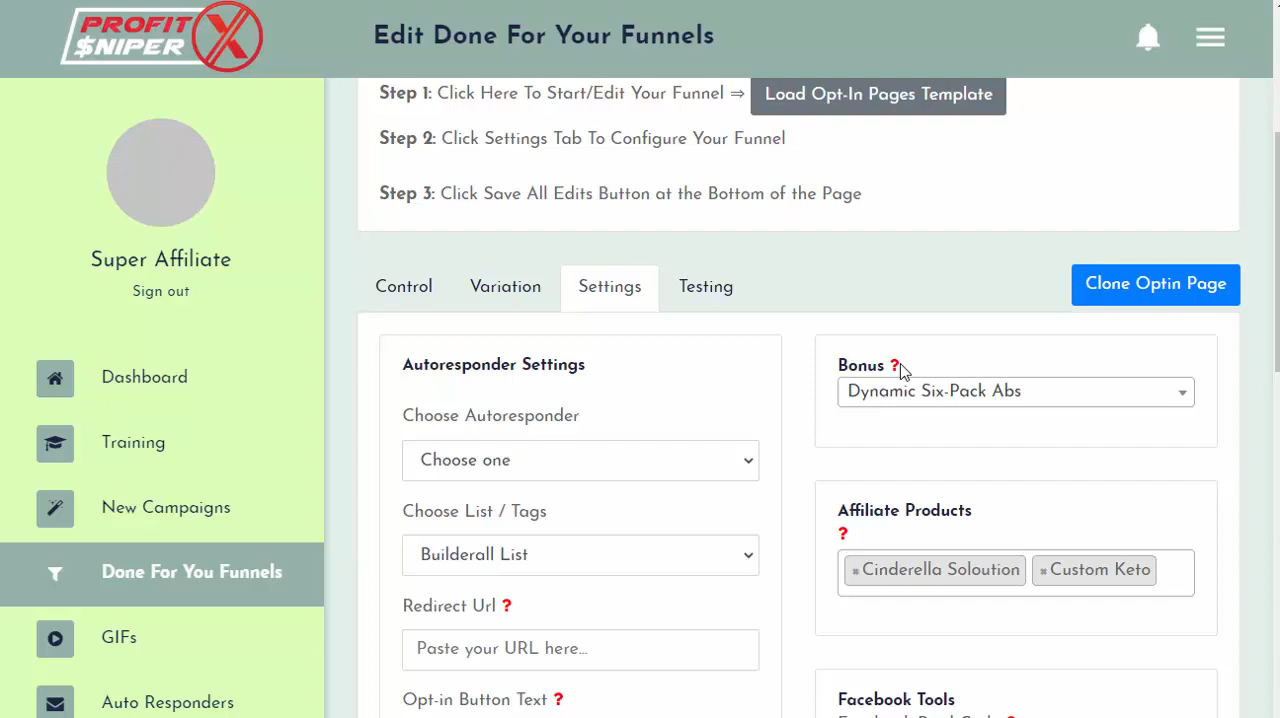 PROFIT
$NIPER X
Edit Done For Your Funnels
Step 1: Click Here To Start/Edit Your Funnel ⇒ Load Opt-In Pages Template
Step 2: Click Settings Tab To Configure Your Funnel
Step 3: Click Save All Edits Button at the Bottom of the Page
Super Affiliate
Sign out
Dashboard
Training
New Campaigns
Done For You Funnels
GIFs
Auto Responders
Control
Variation
Settings
Testing
Clone Optin Page
Autoresponder Settings
Choose Autoresponder
Choose one
Choose List / Tags
Builderall List
Redirect Url ?
Paste your URL here...
Opt-in Button Text ?
Bonus ?
Dynamic Six-Pack Abs
Affiliate Products
?
× Cinderella Soloution × Custom Keto
Facebook Tools